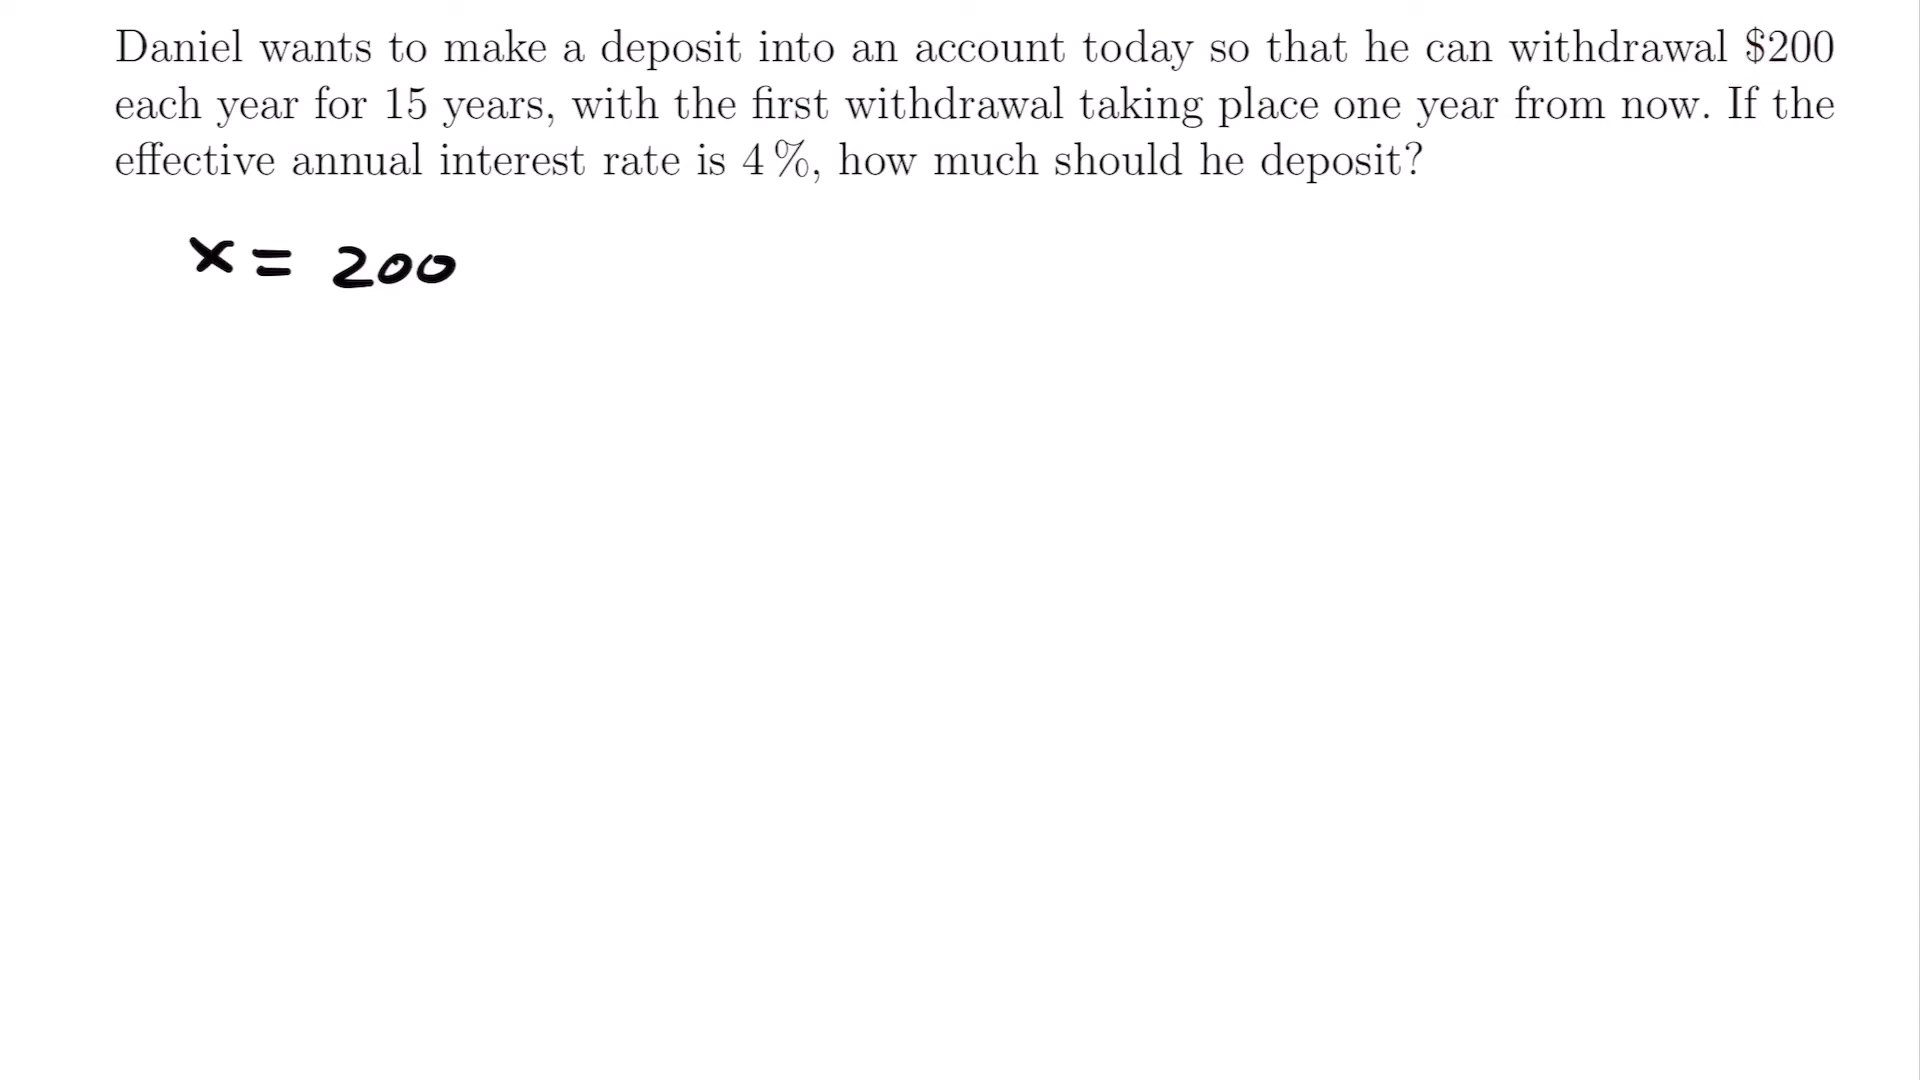 Daniel wants to make a deposit into an account today so that he can withdrawal $200
each year for 15 years, with the first withdrawal taking place one year from now. If the
effective annual interest rate is 4 %, how much should he deposit?
x = 200